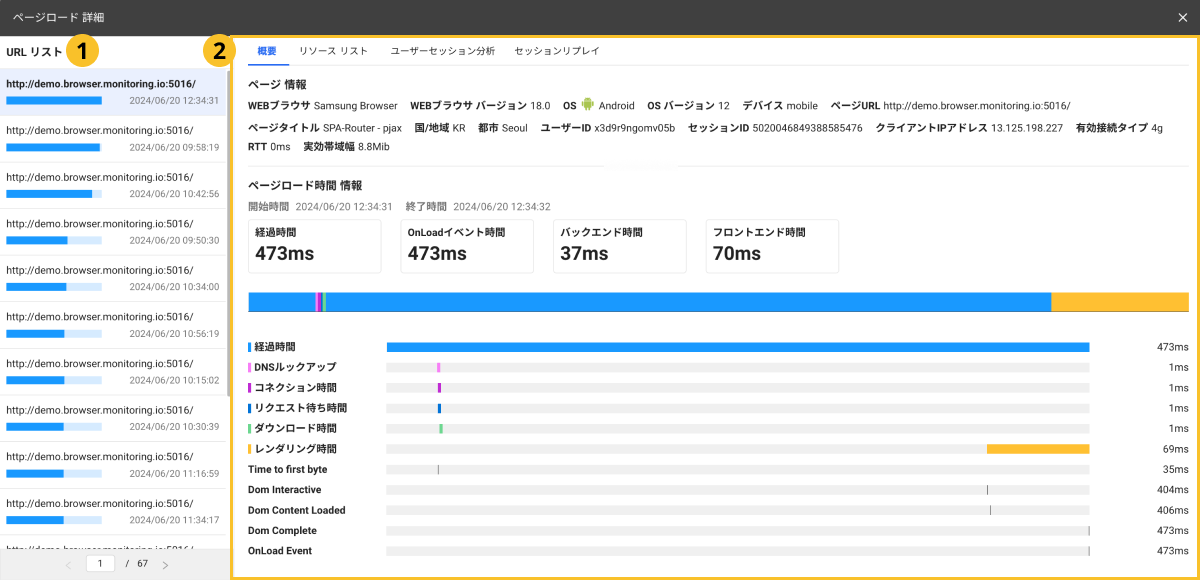 ページロード 詳細
URL リスト
1
http://demo.browser.monitoring.io:5016/
2024/06/20 12:34:31
http://demo.browser.monitoring.io:5016/
2024/06/20 09:58:19
http://demo.browser.monitoring.io:5016/
2024/06/20 10:42:56
http://demo.browser.monitoring.io:5016/
2024/06/20 09:50:30
http://demo.browser.monitoring.io:5016/
2024/06/20 10:34:00
http://demo.browser.monitoring.io:5016/
2024/06/20 10:56:19
http://demo.browser.monitoring.io:5016/
2024/06/20 10:15:02
http://demo.browser.monitoring.io:5016/
2024/06/20 10:30:39
http://demo.browser.monitoring.io:5016/
2024/06/20 11:16:59
http://demo.browser.monitoring.io:5016/
2024/06/20 11:34:17
http://demo.browser.monitoring.io:5016/
1 / 67
2
概要 リソース リスト ユーザーセッション分析 セッションリプレイ
ページ 情報
WEBブラウザ Samsung Browser WEBブラウザ バージョン 18.0 OS Android OS バージョン 12 デバイス mobile ページURL http://demo.browser.monitoring.io:5016/
ページタイトル SPA-Router - pjax 国/地域 KR 都市 Seoul ユーザーID x3d9r9ngomv05b セッションID 5020046849388585476 クライアントIPアドレス 13.125.198.227 有効接続タイプ 4g
RTT 0ms 実効帯域幅 8.8Mib
ページロード時間 情報
開始時間 2024/06/20 12:34:31 終了時間 2024/06/20 12:34:32
経過時間
473ms
OnLoadイベント時間
473ms
バックエンド時間
37ms
フロントエンド時間
70ms
経過時間 473ms
DNSルックアップ 1ms
コネクション時間 1ms
リクエスト待ち時間 1ms
ダウンロード時間 1ms
レンダリング時間 69ms
Time to first byte 35ms
Dom Interactive 404ms
Dom Content Loaded 406ms
Dom Complete 473ms
OnLoad Event 473ms